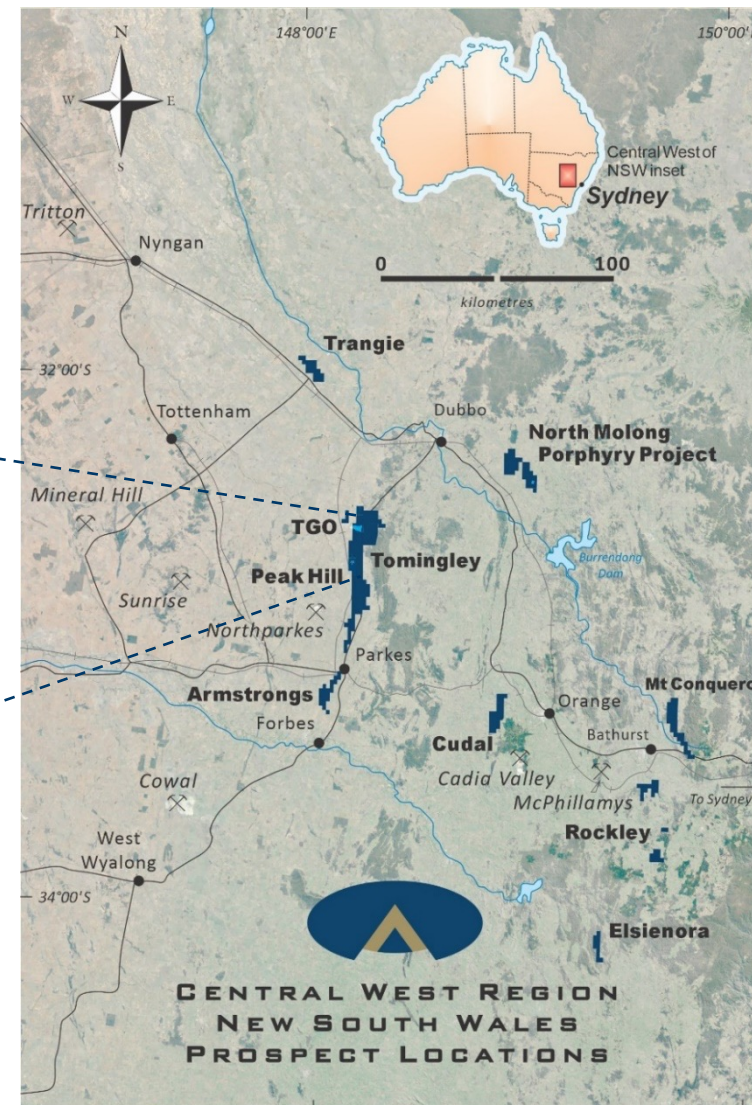 148°00'E
150°00'E
N
W
E
S
Central West of
NSW inset
Sydney
Tritton
Nyngan
0
100
kilometres
Trangie
32°00'S
Tottenham
Dubbo
North Molong
Porphyry Project
Mineral Hill
TGO
Tomingley
Burrendong
Dam
Peak Hill
Sunrise
Northparkes
Parkes
Mt Conquero
Armstrongs
Orange
Forbes
Bathurst
Cudal
Cadia Valley
Cowal
McPhillamys
To Sydney
Rockley
West
Wyalong
34°00'S
Elsienora
CENTRAL WEST REGION
NEW SOUTH WALES
PROSPECT LOCATIONS